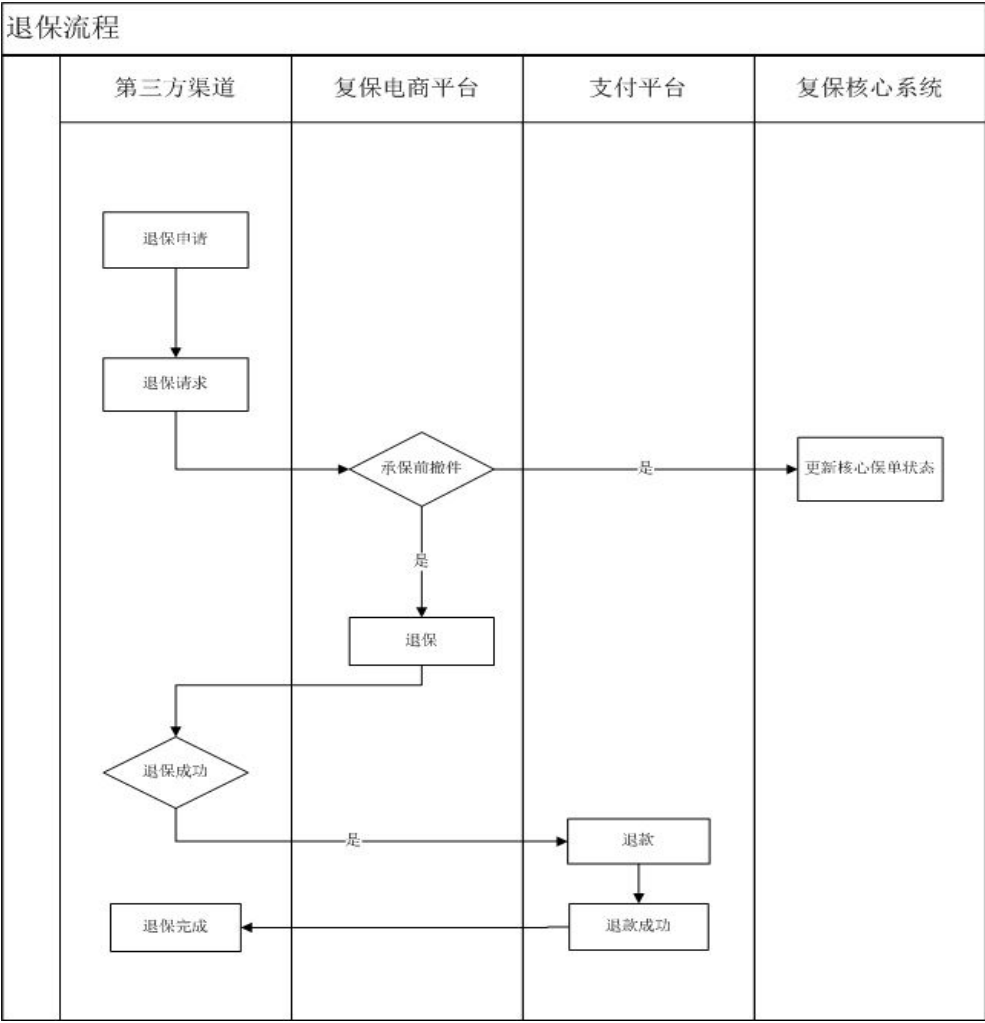 退保流程
第三方渠道
复保电商平台
支付平台
复保核心系统
退保申请
退保请求
承保前撤件
是
更新核心保单状态
是
退保
退保成功
是
退款
退保完成
退款成功